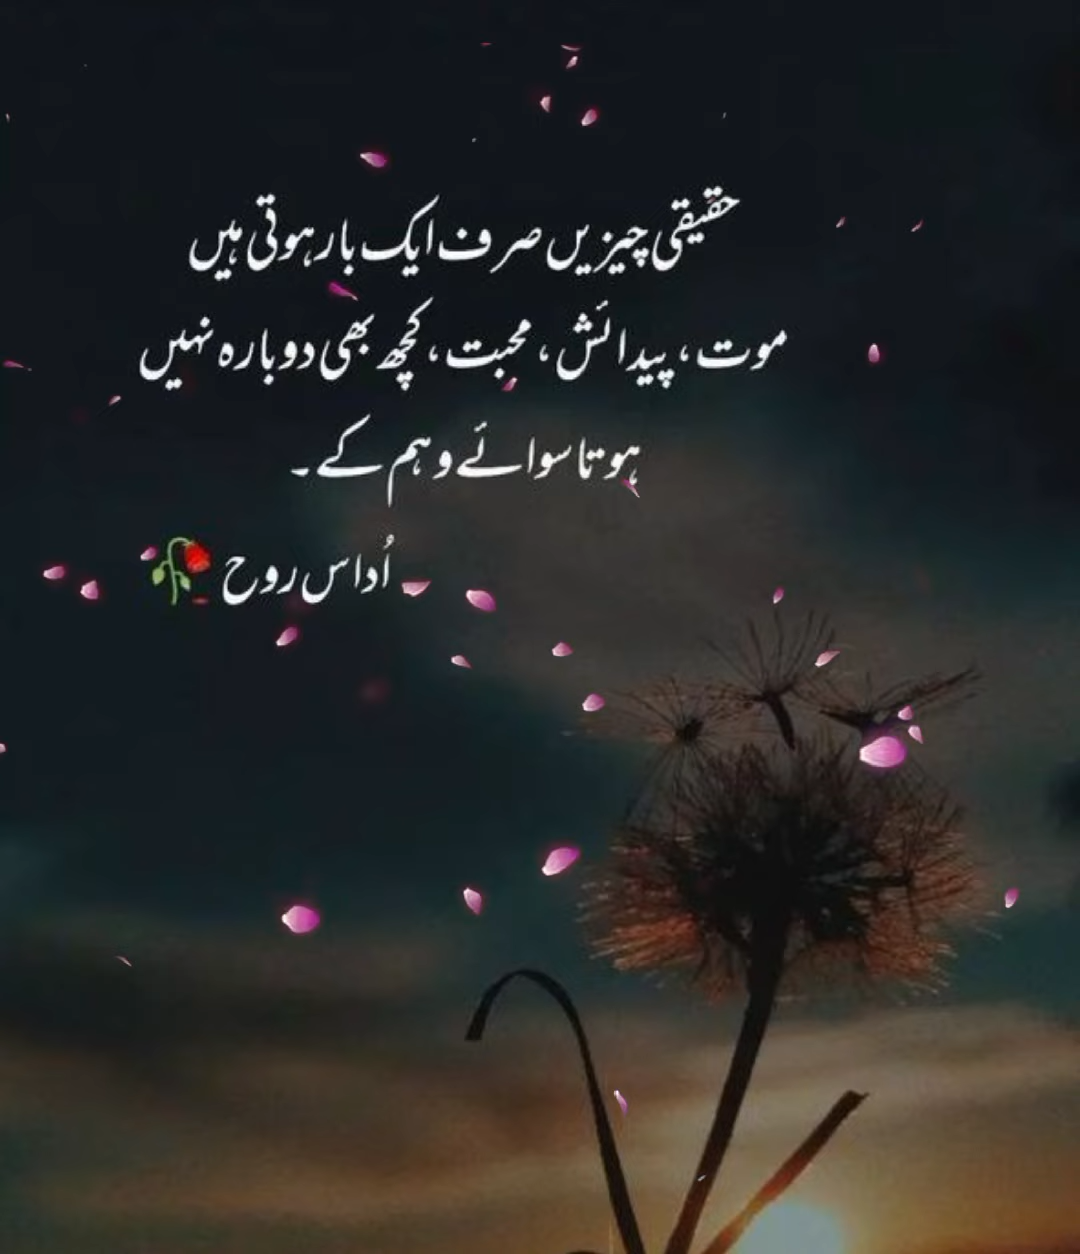 حقیقی چیزیں صرف ایک بار ہوتی ہیں
موت، پیدائش، محبت، کچھ بھی دوبارہ نہیں
ہوتا سوائے وہم کے۔
اُداس روح 🥀